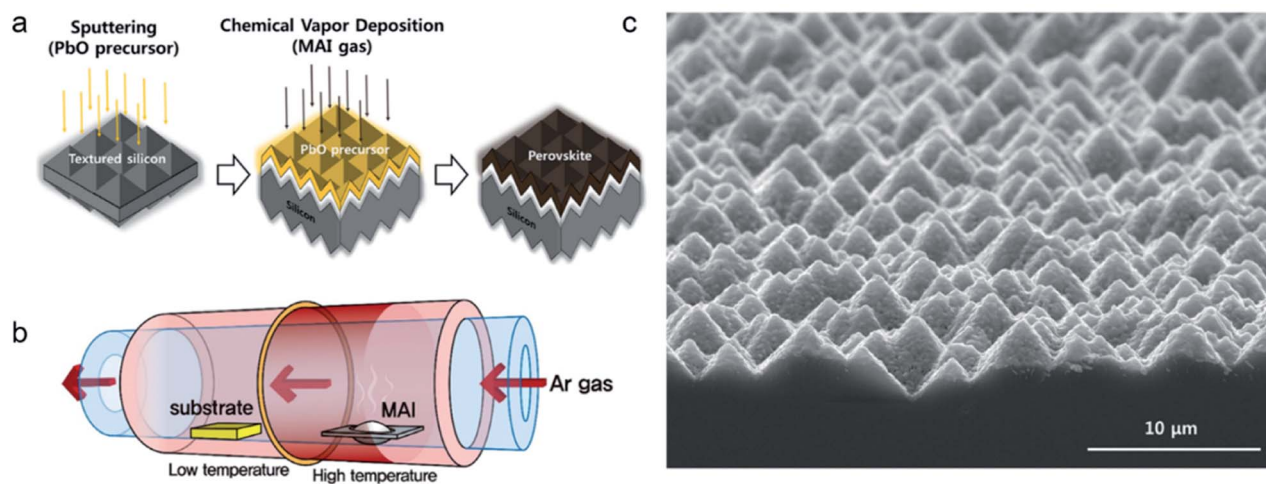 a
Sputtering
(PbO precursor)
Chemical Vapor Deposition
(MAI gas)
Textured silicon
PbO precursor
Silicon
Perovskite
Silicon
b
Ar gas
substrate
MAI
Low temperature
High temperature
c
10 μm